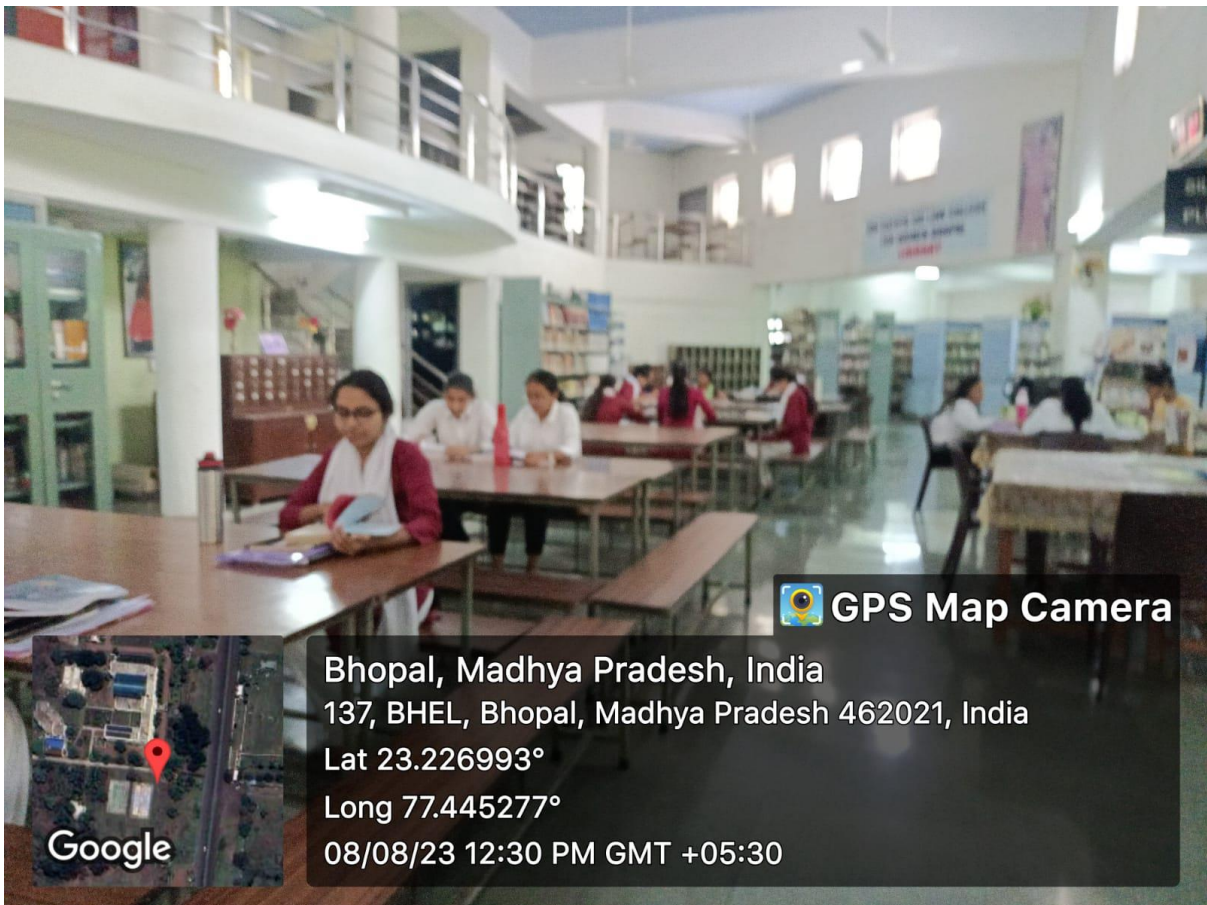 LIBRARY
GPS Map Camera
Bhopal, Madhya Pradesh, India
137, BHEL, Bhopal, Madhya Pradesh 462021, India
Lat 23.226993°
Long 77.445277°
08/08/23 12:30 PM GMT +05:30
Google